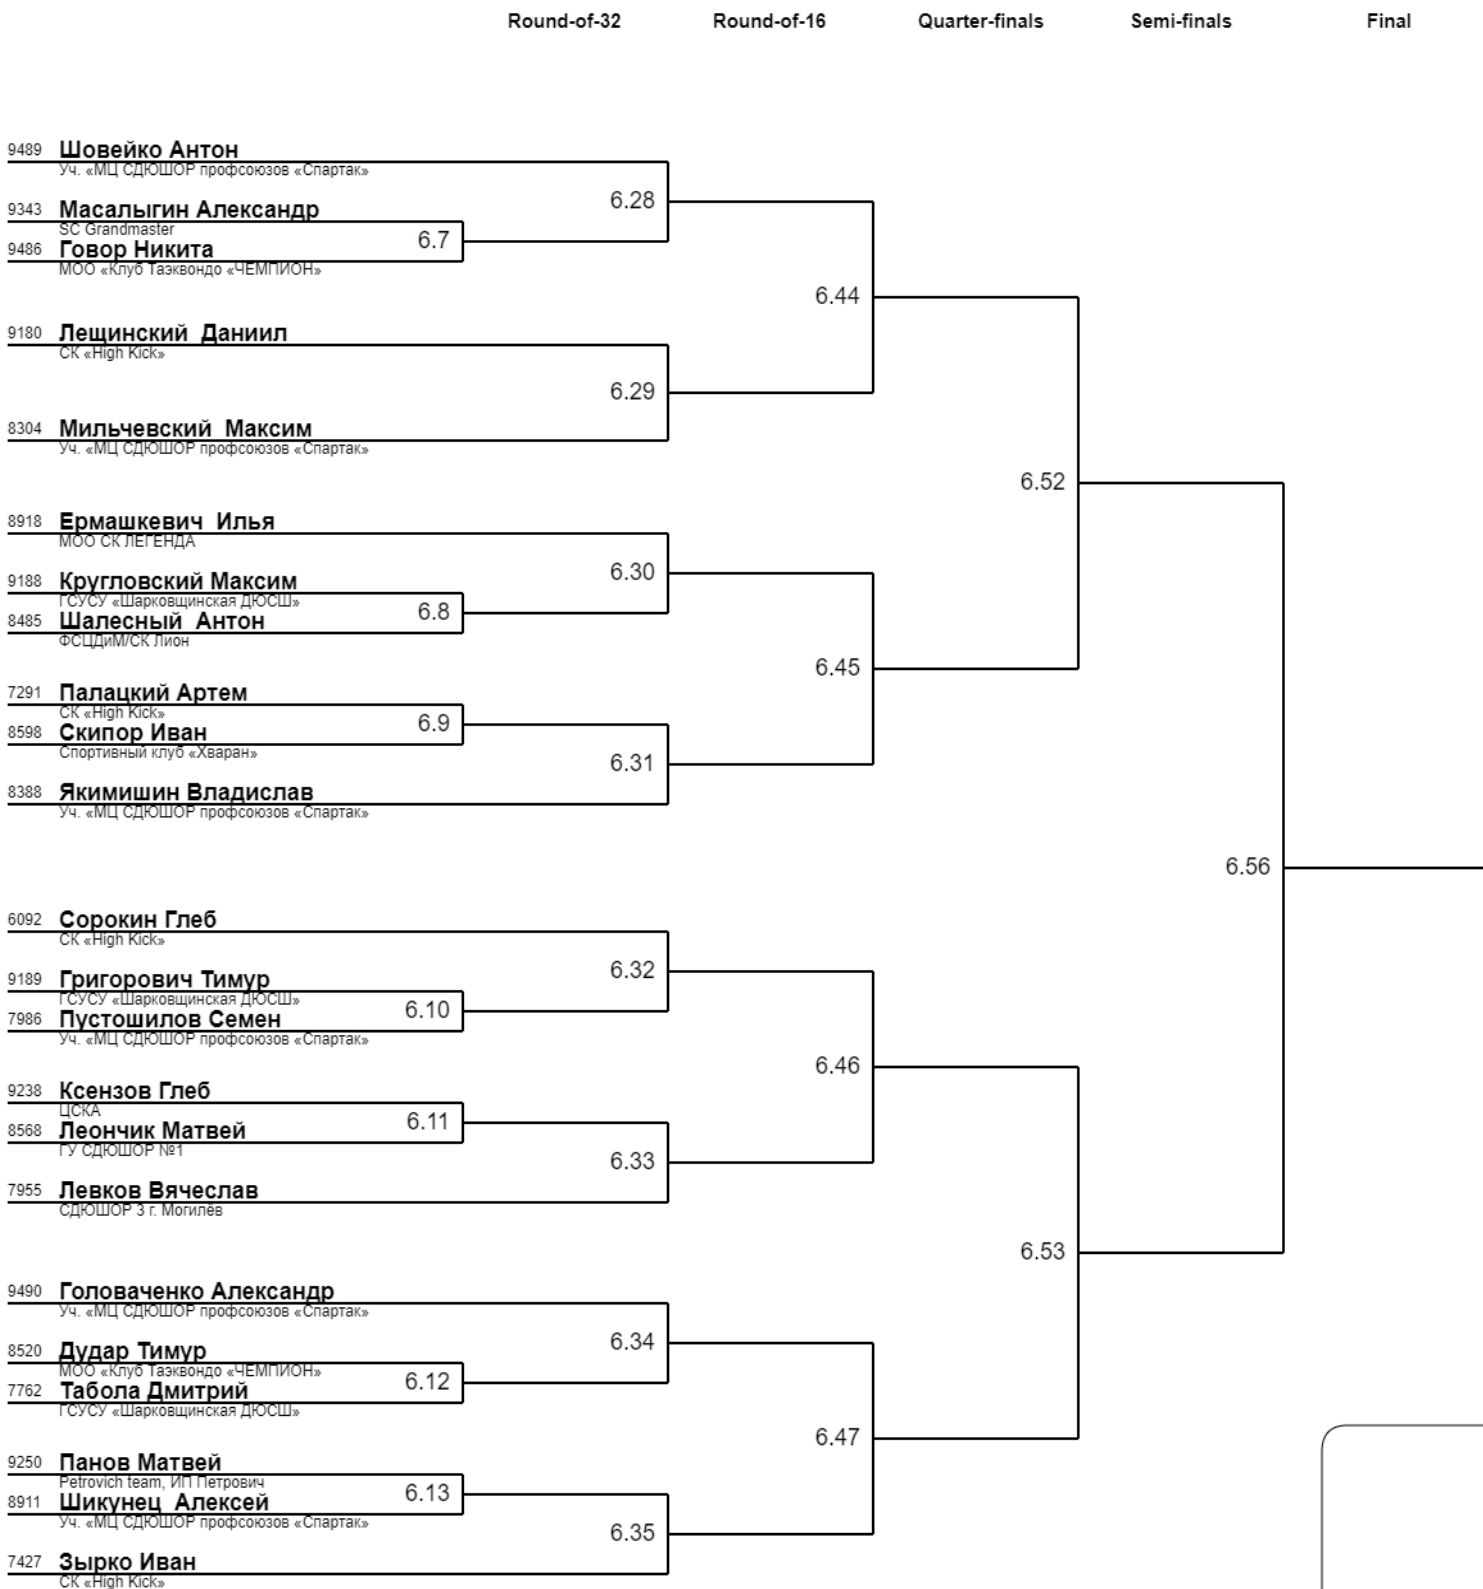 Round-of-32 Round-of-16 Quarter-finals Semi-finals Final
9489 Шовейко Антон
Уч. «МЦ СДЮШОР профсоюзов «Спартак»
6.28
9343 Масалыгин Александр
SC Grandmaster
6.7
9486 Говор Никита
МОО «Клуб Таэквондо «ЧЕМПИОН»
6.44
9180 Лещинский Даниил
СК «High Kick»
6.29
8304 Мильчевский Максим
Уч. «МЦ СДЮШОР профсоюзов «Спартак»
6.52
8918 Ермашкевич Илья
МОО СК ЛЕГЕНДА
6.30
9188 Кругловский Максим
ГСУСУ «Шарковщинская ДЮСШ»
6.8
8485 Шалесный Антон
ФСЦДиМ/СК Лион
6.45
7291 Палацкий Артем
СК «High Kick»
6.9
8598 Скипор Иван
Спортивный клуб «Хваран»
6.31
8388 Якимишин Владислав
Уч. «МЦ СДЮШОР профсоюзов «Спартак»
6.56
6092 Сорокин Глеб
СК «High Kick»
6.32
9189 Григорович Тимур
ГСУСУ «Шарковщинская ДЮСШ»
6.10
7986 Пустошилов Семен
Уч. «МЦ СДЮШОР профсоюзов «Спартак»
6.46
9238 Ксензов Глеб
ЦСКА
6.11
8568 Леончик Матвей
ГУ СДЮШОР №1
6.33
7955 Левков Вячеслав
СДЮШОР 3 г. Могилёв
6.53
9490 Головаченко Александр
Уч. «МЦ СДЮШОР профсоюзов «Спартак»
6.34
8520 Дудар Тимур
МОО «Клуб Таэквондо «ЧЕМПИОН»
6.12
7762 Табола Дмитрий
ГСУСУ «Шарковщинская ДЮСШ»
6.47
9250 Панов Матвей
Petrovich team, ИП Петрович
6.13
8911 Шикунец Алексей
Уч. «МЦ СДЮШОР профсоюзов «Спартак»
6.35
7427 Зырко Иван
СК «High Kick»